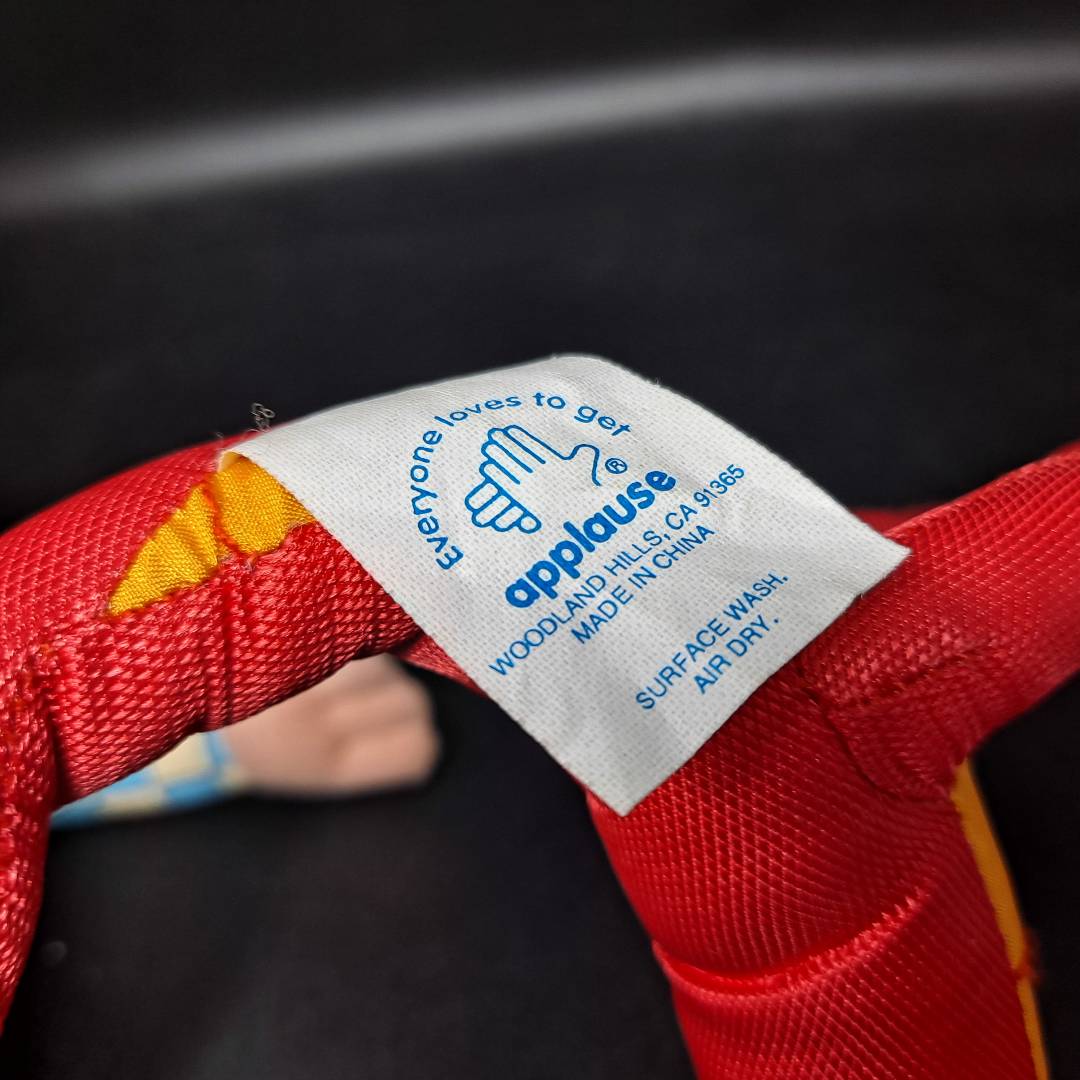 Everyone loves to get
®
applause
WOODLAND HILLS, CA 91365
MADE IN CHINA
SURFACE WASH.
AIR DRY.